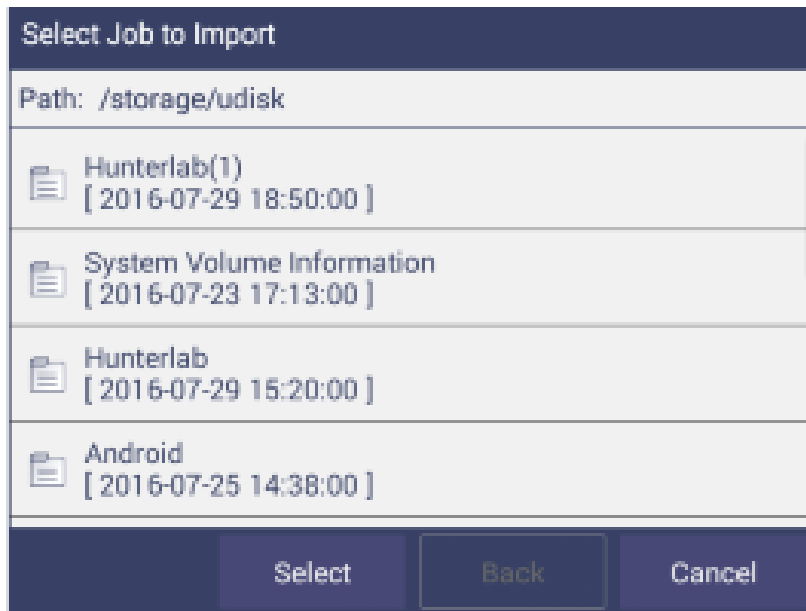 Select Job to Import
Path: /storage/udisk
Hunterlab(1)
[ 2016-07-29 18:50:00 ]
System Volume Information
[ 2016-07-23 17:13:00 ]
Hunterlab
[ 2016-07-29 15:20:00 ]
Android
[ 2016-07-25 14:38:00 ]
Select Back Cancel